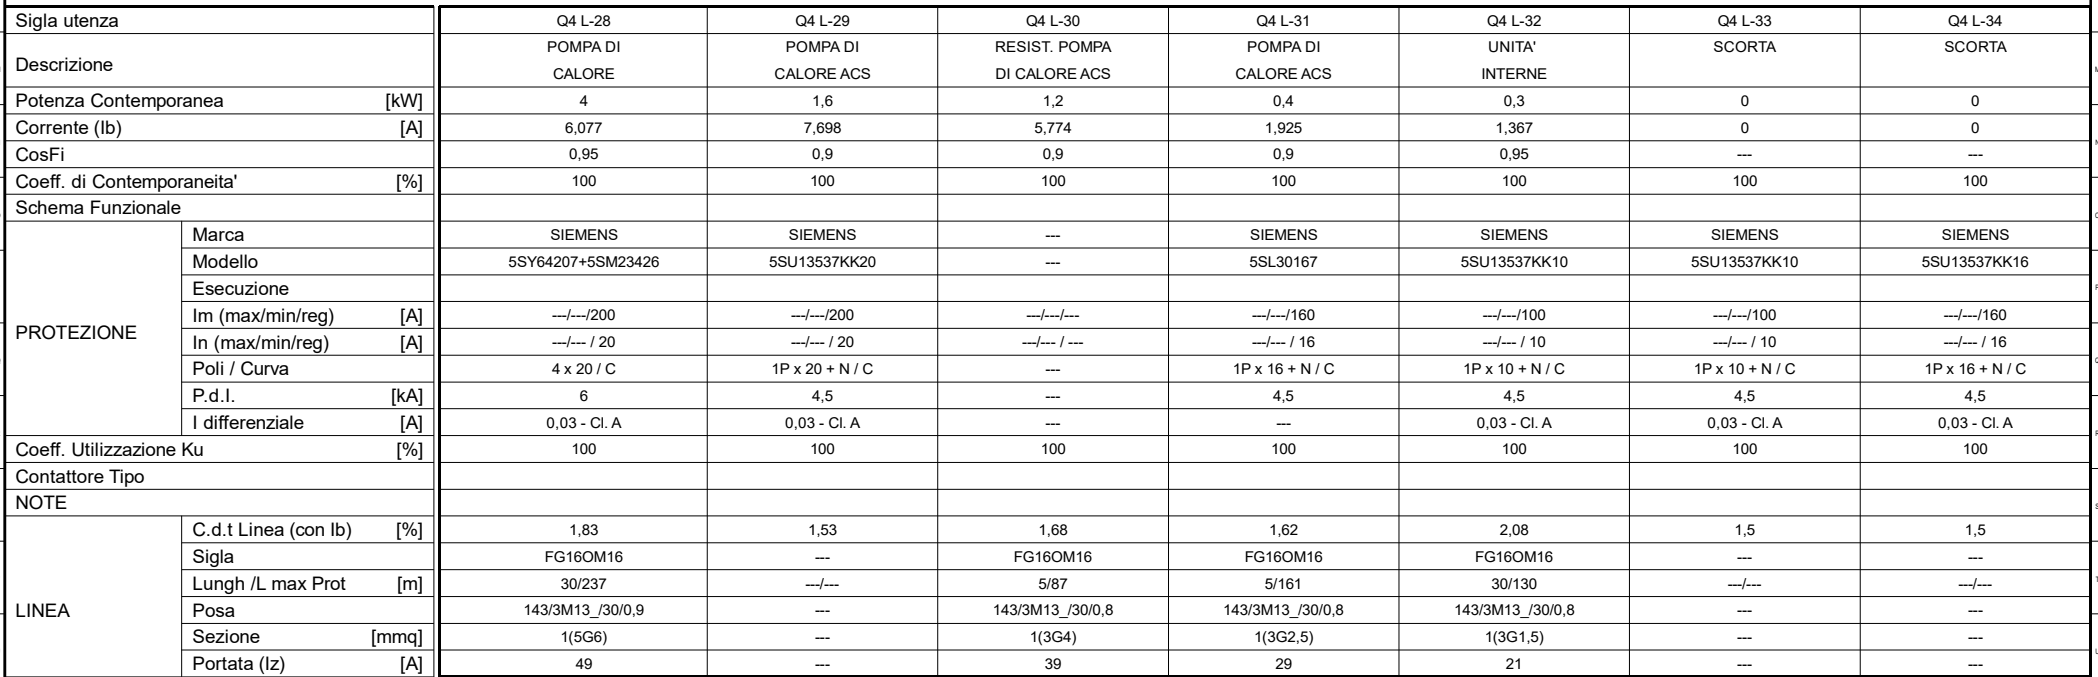 Sigla utenza Q4 L-28 Q4 L-29 Q4 L-30 Q4 L-31 Q4 L-32 Q4 L-33 Q4 L-34
Descrizione POMPA DI CALORE POMPA DI CALORE ACS RESIST. POMPA DI CALORE ACS POMPA DI CALORE ACS UNITA' INTERNE SCORTA SCORTA
Potenza Contemporanea [kW] 4 1,6 1,2 0,4 0,3 0 0
Corrente (Ib) [A] 6,077 7,698 5,774 1,925 1,367 0 0
CosFi 0,95 0,9 0,9 0,9 0,95 --- ---
Coeff. di Contemporaneita' [%] 100 100 100 100 100 100 100
Schema Funzionale
PROTEZIONE
Marca SIEMENS SIEMENS --- SIEMENS SIEMENS SIEMENS SIEMENS
Modello 5SY64207+5SM23426 5SU13537KK20 --- 5SL30167 5SU13537KK10 5SU13537KK10 5SU13537KK16
Esecuzione
Im (max/min/reg) [A] ---/---/200 ---/---/200 ---/---/--- ---/---/160 ---/---/100 ---/---/100 ---/---/160
In (max/min/reg) [A] ---/--- / 20 ---/--- / 20 ---/--- / --- ---/--- / 16 ---/--- / 10 ---/--- / 10 ---/--- / 16
Poli / Curva 4 x 20 / C 1P x 20 + N / C --- 1P x 16 + N / C 1P x 10 + N / C 1P x 10 + N / C 1P x 16 + N / C
P.d.I. [kA] 6 4,5 --- 4,5 4,5 4,5 4,5
I differenziale [A] 0,03 - Cl. A 0,03 - Cl. A --- --- 0,03 - Cl. A 0,03 - Cl. A 0,03 - Cl. A
Coeff. Utilizzazione Ku [%] 100 100 100 100 100 100 100
Contattore Tipo
NOTE
LINEA
C.d.t Linea (con Ib) [%] 1,83 1,53 1,68 1,62 2,08 1,5 1,5
Sigla FG16OM16 --- FG16OM16 FG16OM16 FG16OM16 --- ---
Lungh /L max Prot [m] 30/237 ---/--- 5/87 5/161 30/130 ---/--- ---/---
Posa 143/3M13_/30/0,9 --- 143/3M13_/30/0,8 143/3M13_/30/0,8 143/3M13_/30/0,8 --- ---
Sezione [mmq] 1(5G6) --- 1(3G4) 1(3G2,5) 1(3G1,5) --- ---
Portata (Iz) [A] 49 --- 39 29 21 --- ---